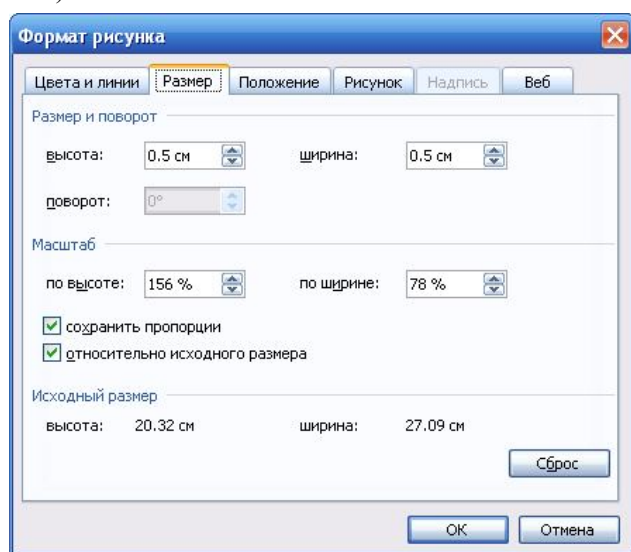 Формат рисунка
Цвета и линии Размер Положение Рисунок Надпись Веб
Размер и поворот
высота: 0.5 см ширина: 0.5 см
поворот: 0°
Масштаб
по высоте: 156 % по ширине: 78 %
сохранить пропорции
относительно исходного размера
Исходный размер
высота: 20.32 см ширина: 27.09 см
Сброс
ОК Отмена